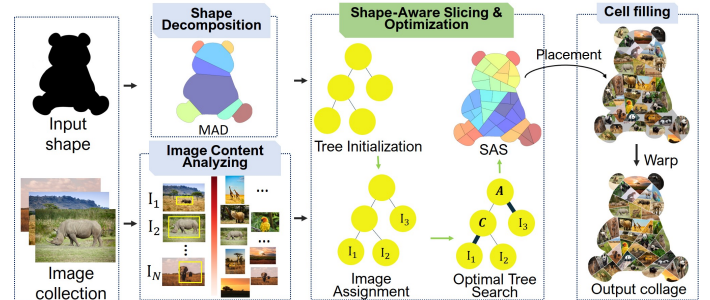 Input
shape
Image
collection
Shape
Decomposition
MAD
Image Content
Analyzing
I1
I2
⋮
IN
...
...
Shape-Aware Slicing &
Optimization
Tree Initialization
I3
I1 I2
Image
Assignment
SAS
A
C I3
I1 I2
Optimal Tree
Search
Placement
Cell filling
Warp
Output collage